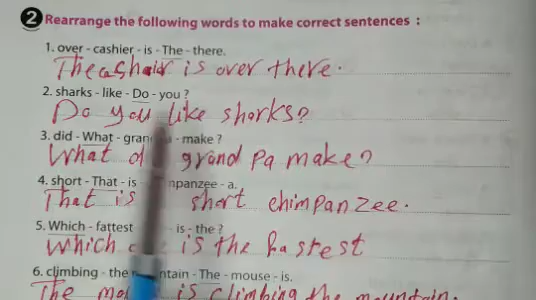 2 Rearrange the following words to make correct sentences :
1. over - cashier - is - The - there.
The cashair is over there.
2. sharks - like - Do - you ?
Do you like sharks?
3. did - What - - make ?
What grand pa make?
4. short - That - is - - a.
That is short chimpanzee.
5. Which - fattest is - the ?
Which is the fastest
6. climbing - the - The - mouse - is.
The is climbing the mountain.